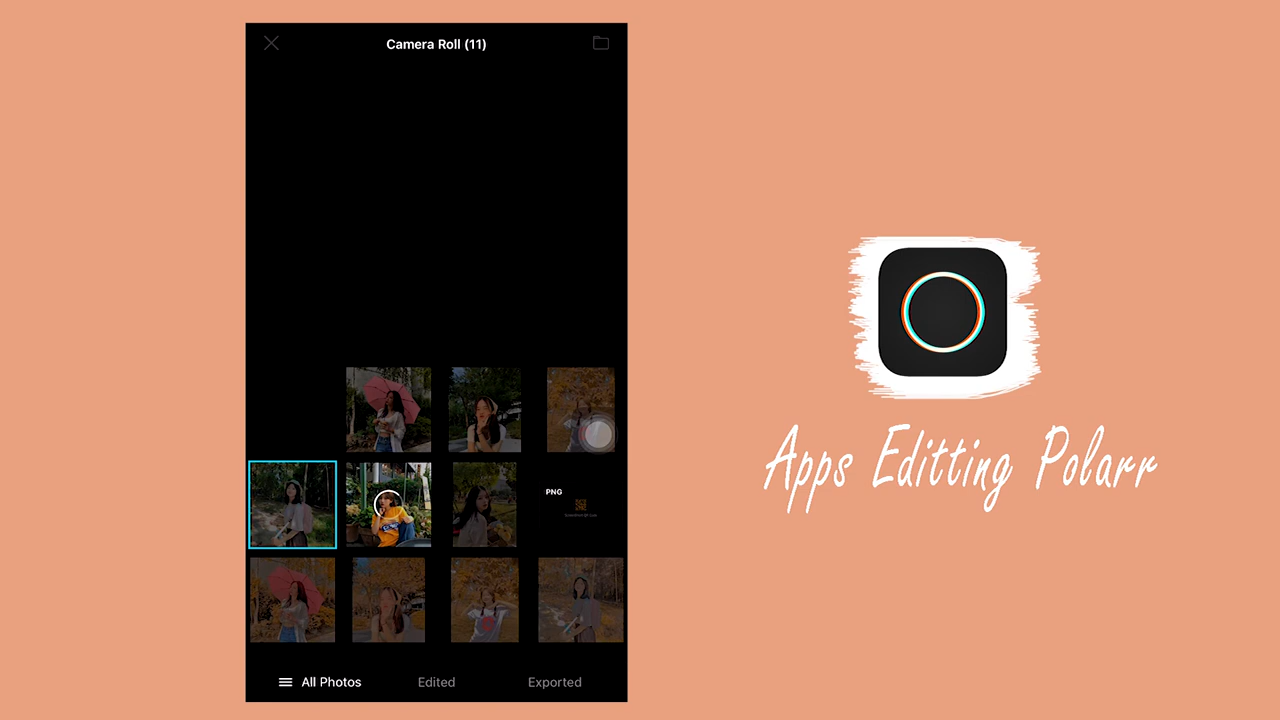 Camera Roll (11)
PNG
All Photos
Edited
Exported
Apps Editting Polarr